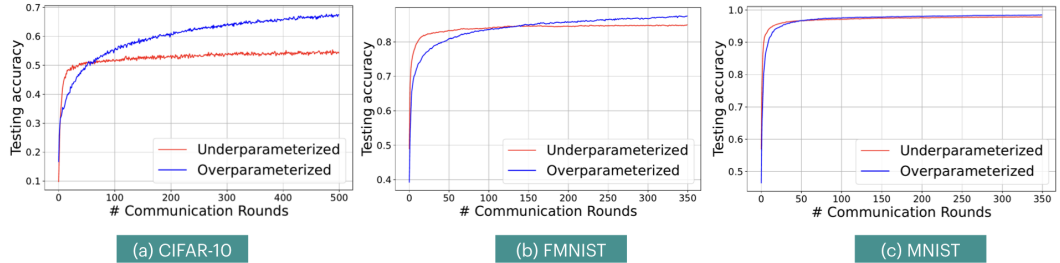 0.7
0.6
0.5
0.4
0.3
0.2
0.1
Testing accuracy
Underparameterized
Overparameterized
0 100 200 300 400 500
# Communication Rounds
(a) CIFAR-10
0.8
0.7
0.6
0.5
0.4
Testing accuracy
Underparameterized
Overparameterized
0 50 100 150 200 250 300 350
# Communication Rounds
(b) FMNIST
1.0
0.9
0.8
0.7
0.6
0.5
Testing accuracy
Underparameterized
Overparameterized
0 50 100 150 200 250 300 350
# Communication Rounds
(c) MNIST